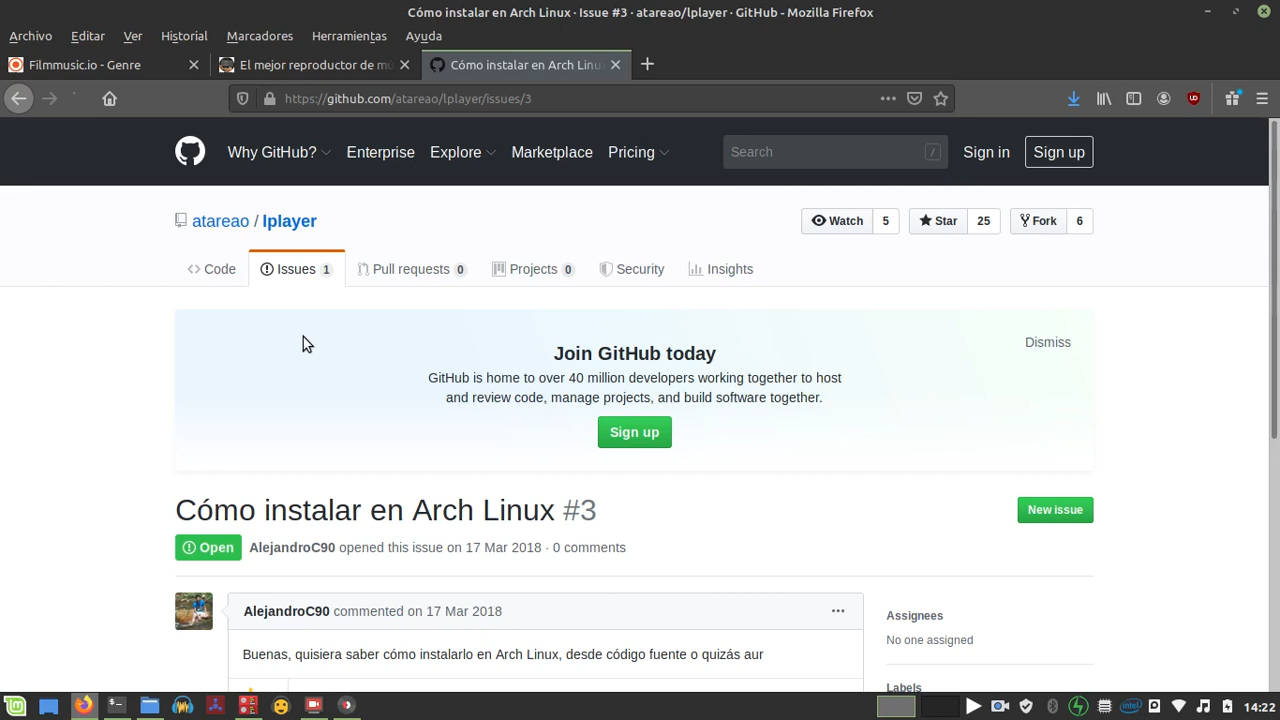 Cómo instalar en Arch Linux · Issue #3 · atareao/lplayer · GitHub - Mozilla Firefox
Archivo Editar Ver Historial Marcadores Herramientas Ayuda
Filmmusic.io - Genre El mejor reproductor de mú Cómo instalar en Arch Linu
https://github.com/atareao/lplayer/issues/3
Why GitHub? Enterprise Explore Marketplace Pricing Search / Sign in Sign up
atareao / lplayer Watch 5 Star 25 Fork 6
Code Issues 1 Pull requests 0 Projects 0 Security Insights
Dismiss
Join GitHub today
GitHub is home to over 40 million developers working together to host
and review code, manage projects, and build software together.
Sign up
Cómo instalar en Arch Linux #3 New issue
Open AlejandroC90 opened this issue on 17 Mar 2018 · 0 comments
AlejandroC90 commented on 17 Mar 2018
Assignees
No one assigned
Buenas, quisiera saber cómo instalarlo en Arch Linux, desde código fuente o quizás aur
Labels
14:22